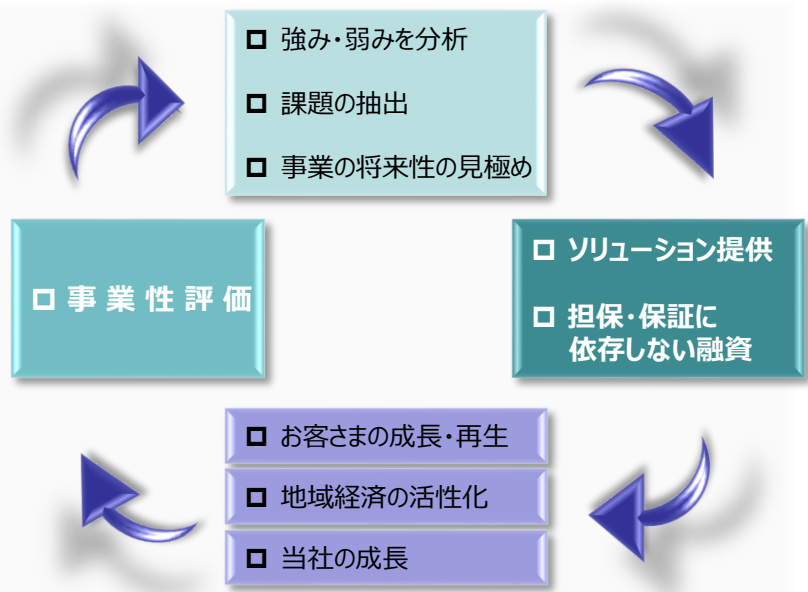 □ 強み・弱みを分析
□ 課題の抽出
□ 事業の将来性の見極め
□ 事業性評価
□ ソリューション提供
□ 担保・保証に
依存しない融資
□ お客さまの成長・再生
□ 地域経済の活性化
□ 当社の成長